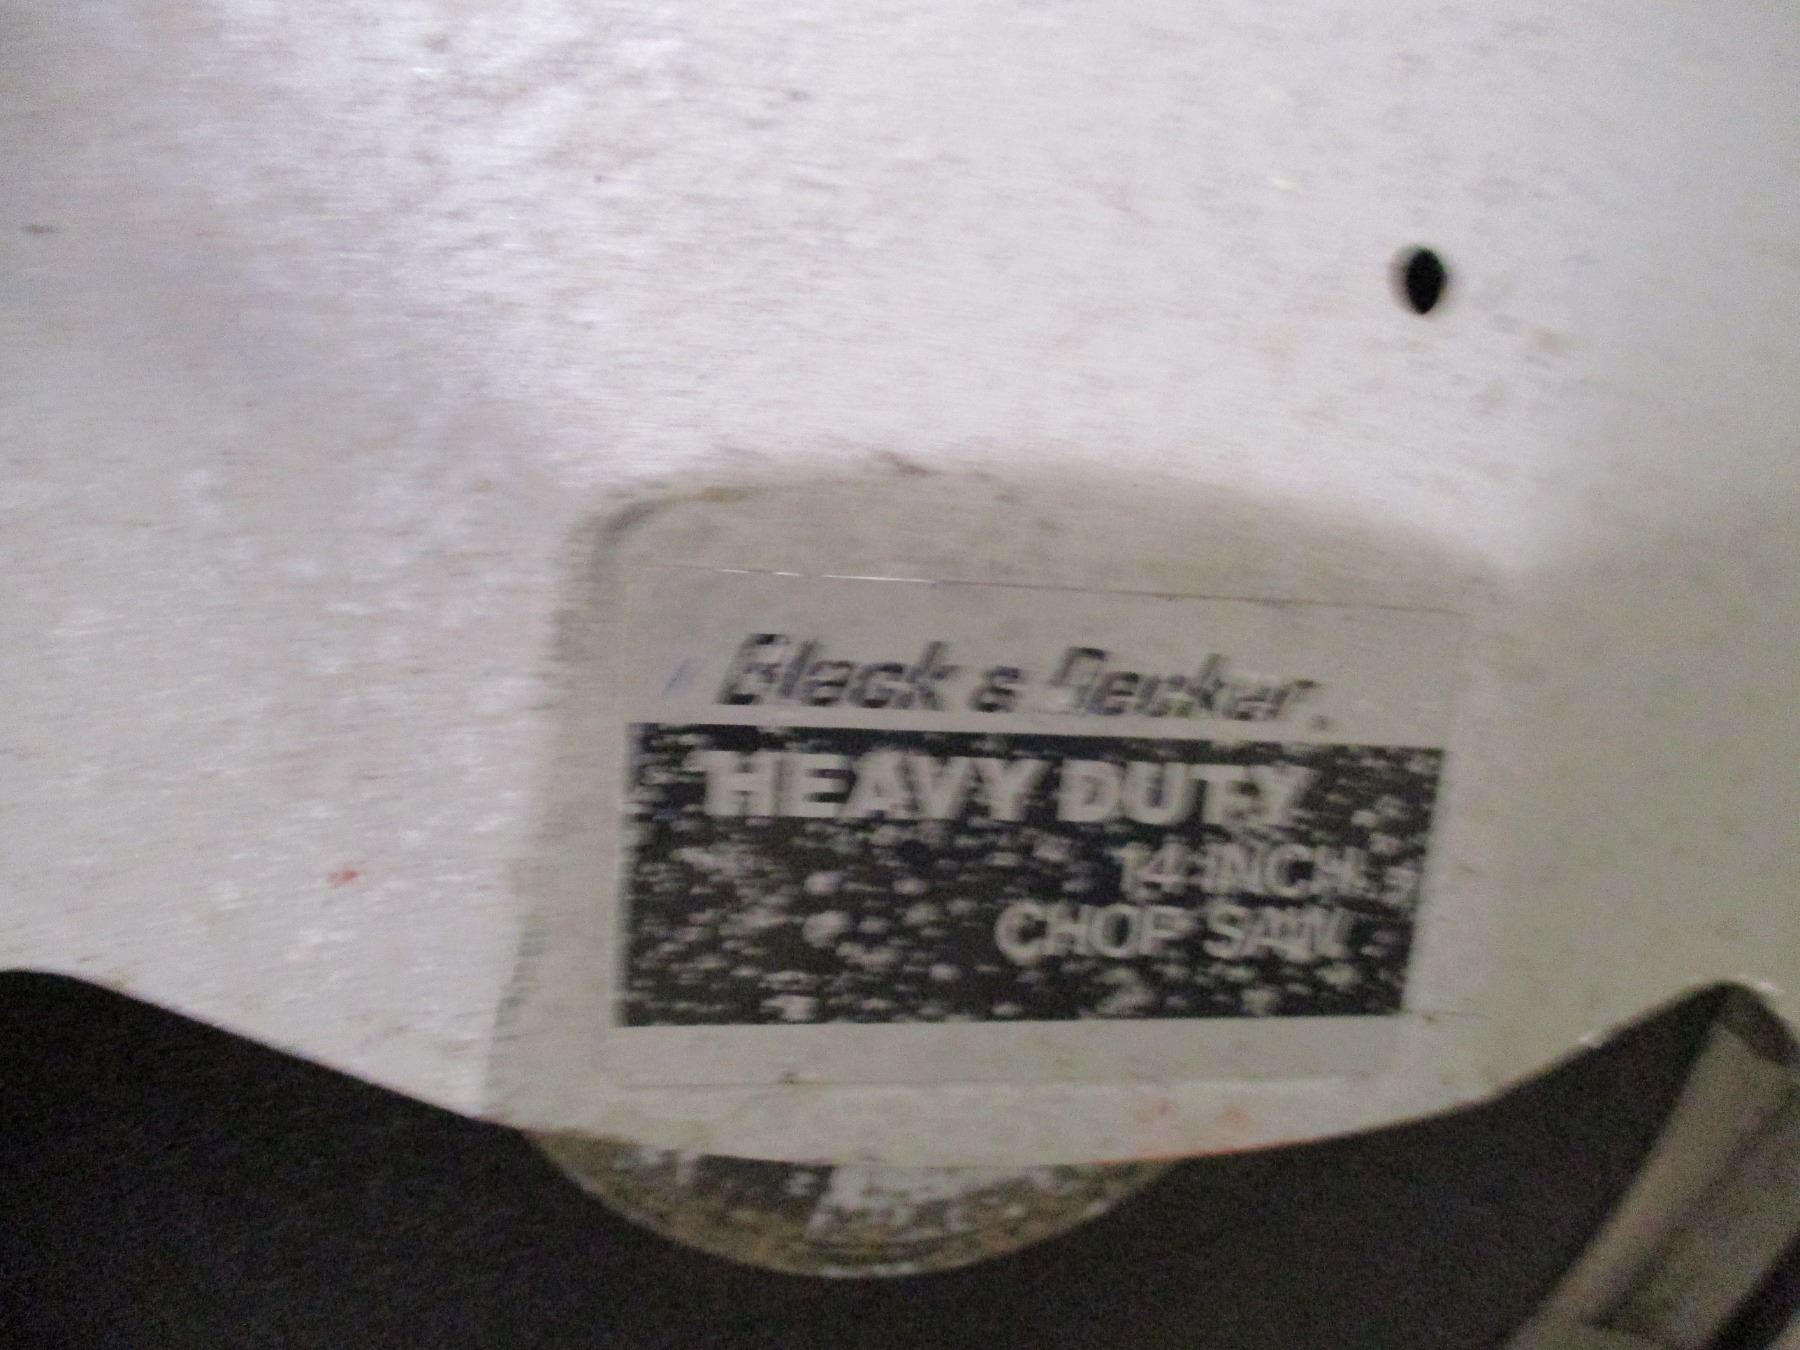 Black & Decker.
HEAVY DUTY
14 INCH
CHOP SAW